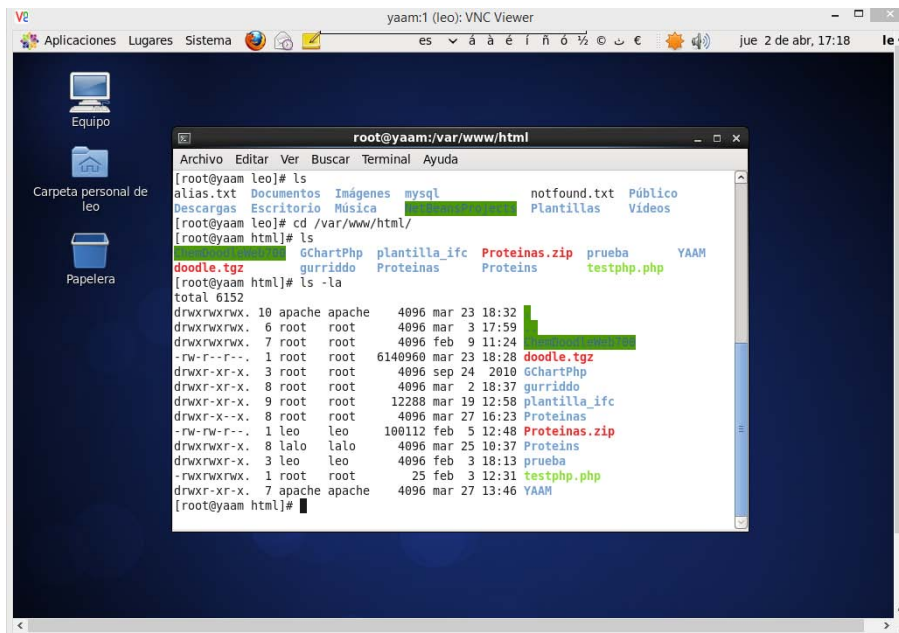 yaam:1 (leo): VNC Viewer
Aplicaciones Lugares Sistema es á à é í ñ ó ½ © ت € jue 2 de abr, 17:18 le
Equipo
Carpeta personal de
leo
Papelera
root@yaam:/var/www/html
Archivo Editar Ver Buscar Terminal Ayuda
[root@yaam leo]# ls
alias.txt Documentos Imágenes mysql notfound.txt Público
Descargas Escritorio Música NetBeansProjects Plantillas Vídeos
[root@yaam leo]# cd /var/www/html/
[root@yaam html]# ls
ChemDoodleWeb700 GChartPhp plantilla_ifc Proteinas.zip prueba YAAM
doodle.tgz gurriddo Proteinas Proteins testphp.php
[root@yaam html]# ls -la
total 6152
drwxrwxrwx. 10 apache apache 4096 mar 23 18:32 .
drwxrwxrwx. 6 root root 4096 mar 3 17:59 ..
drwxrwxrwx. 7 root root 4096 feb 9 11:24 ChemDoodleWeb700
-rw-r--r--. 1 root root 6140960 mar 23 18:28 doodle.tgz
drwxr-xr-x. 3 root root 4096 sep 24 2010 GChartPhp
drwxr-xr-x. 8 root root 4096 mar 2 18:37 gurriddo
drwxr-xr-x. 9 root root 12288 mar 19 12:58 plantilla_ifc
drwxr-x--x. 8 root root 4096 mar 27 16:23 Proteinas
-rw-rw-r--. 1 leo leo 100112 feb 5 12:48 Proteinas.zip
drwxrwxr-x. 8 lalo lalo 4096 mar 25 10:37 Proteins
drwxrwxr-x. 3 leo leo 4096 feb 3 18:13 prueba
-rwxrwxrwx. 1 root root 25 feb 3 12:31 testphp.php
drwxr-xr-x. 7 apache apache 4096 mar 27 13:46 YAAM
[root@yaam html]#